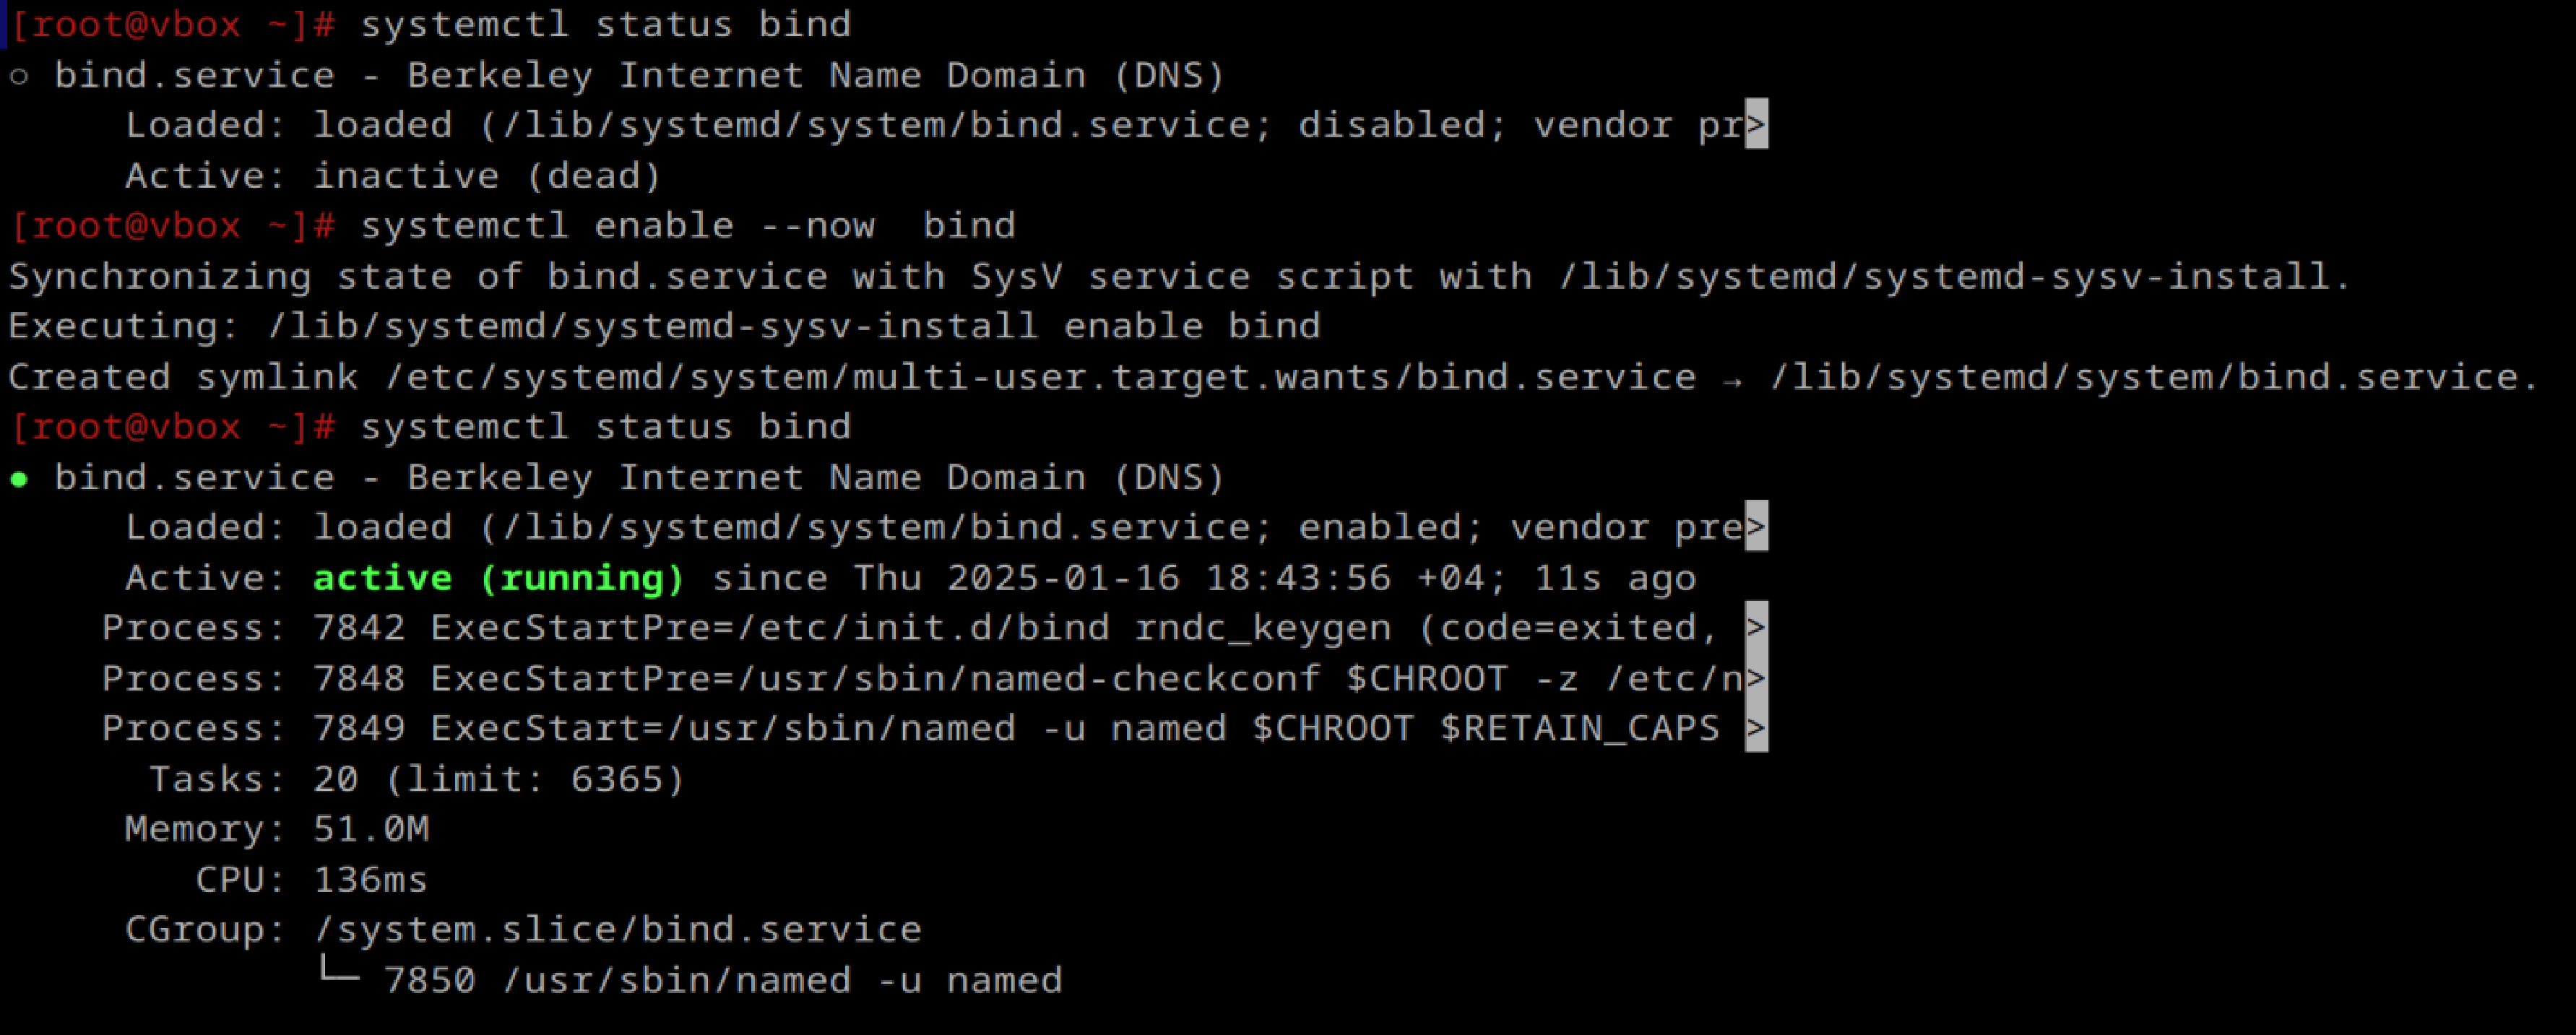 [root@vbox ~]# systemctl status bind
○ bind.service - Berkeley Internet Name Domain (DNS)
     Loaded: loaded (/lib/systemd/system/bind.service; disabled; vendor pr>
     Active: inactive (dead)
[root@vbox ~]# systemctl enable --now  bind
Synchronizing state of bind.service with SysV service script with /lib/systemd/systemd-sysv-install.
Executing: /lib/systemd/systemd-sysv-install enable bind
Created symlink /etc/systemd/system/multi-user.target.wants/bind.service → /lib/systemd/system/bind.service.
[root@vbox ~]# systemctl status bind
● bind.service - Berkeley Internet Name Domain (DNS)
     Loaded: loaded (/lib/systemd/system/bind.service; enabled; vendor pre>
     Active: active (running) since Thu 2025-01-16 18:43:56 +04; 11s ago
    Process: 7842 ExecStartPre=/etc/init.d/bind rndc_keygen (code=exited, >
    Process: 7848 ExecStartPre=/usr/sbin/named-checkconf $CHROOT -z /etc/n>
    Process: 7849 ExecStart=/usr/sbin/named -u named $CHROOT $RETAIN_CAPS >
      Tasks: 20 (limit: 6365)
     Memory: 51.0M
        CPU: 136ms
     CGroup: /system.slice/bind.service
             └─ 7850 /usr/sbin/named -u named